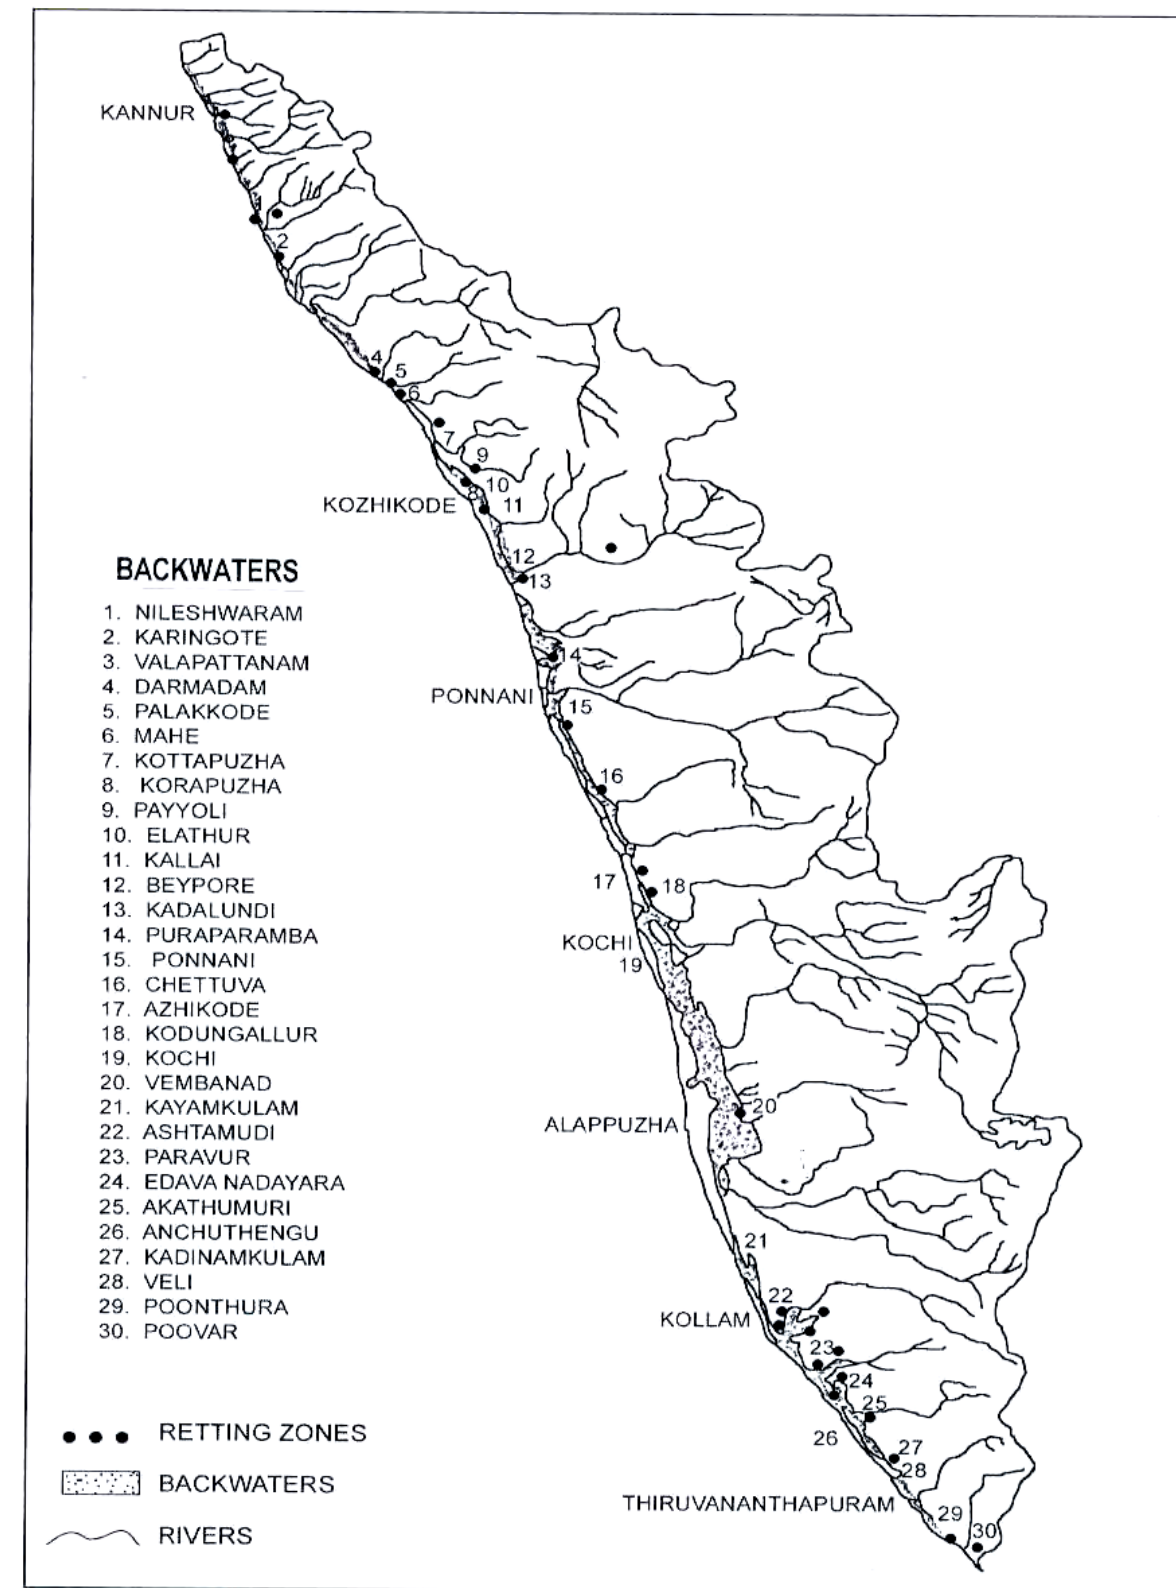 KANNUR
2
4
5
6
7
9
10
8
KOZHIKODE
11
12
13
14
PONNANI
15
16
17
18
KOCHI
19
20
ALAPPUZHA
21
22
KOLLAM
23
24
25
26
27
28
THIRUVANANTHAPURAM
29
30
BACKWATERS
1. NILESHWARAM
2. KARINGOTE
3. VALAPATTANAM
4. DARMADAM
5. PALAKKODE
6. MAHE
7. KOTTAPUZHA
8. KORAPUZHA
9. PAYYOLI
10. ELATHUR
11. KALLAI
12. BEYPORE
13. KADALUNDI
14. PURAPARAMBA
15. PONNANI
16. CHETTUVA
17. AZHIKODE
18. KODUNGALLUR
19. KOCHI
20. VEMBANAD
21. KAYAMKULAM
22. ASHTAMUDI
23. PARAVUR
24. EDAVA NADAYARA
25. AKATHUMURI
26. ANCHUTHENGU
27. KADINAMKULAM
28. VELI
29. POONTHURA
30. POOVAR
RETTING ZONES
BACKWATERS
RIVERS